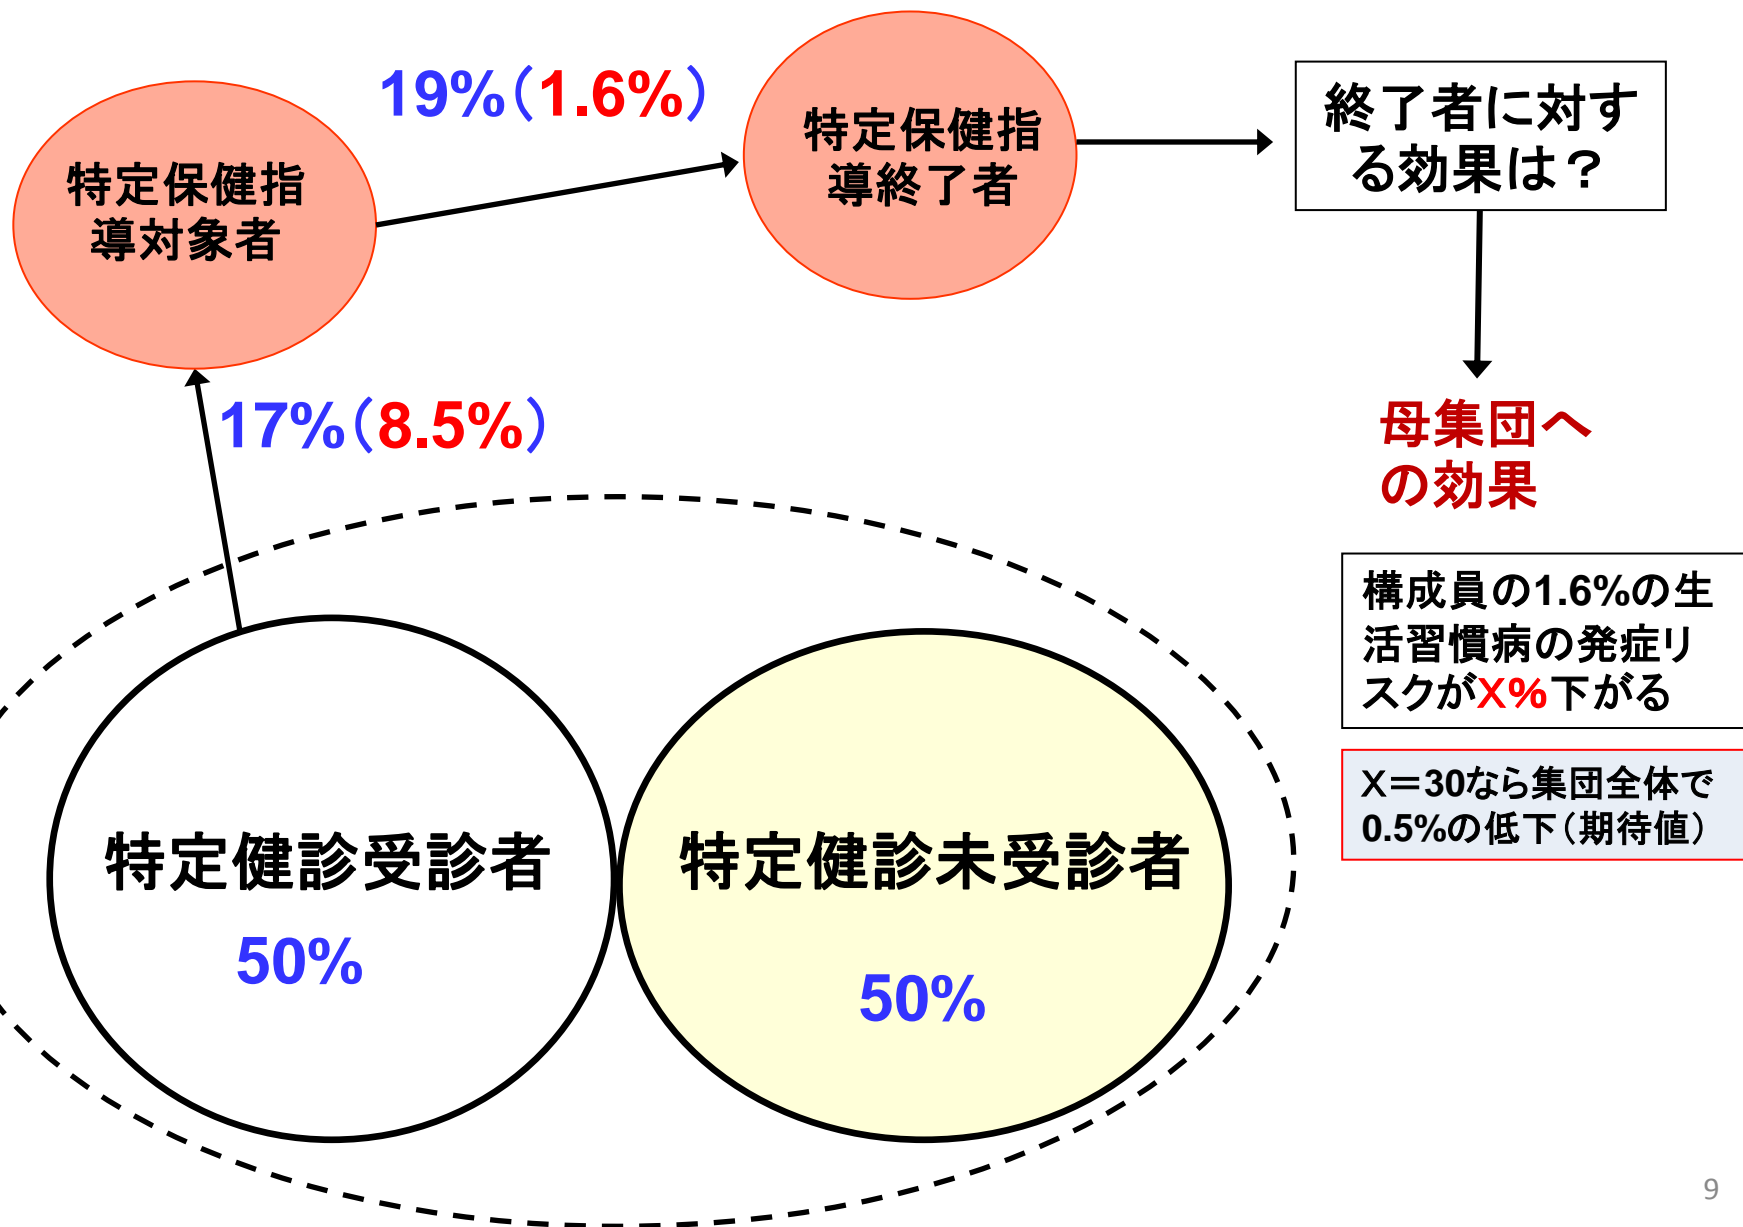 19%（1.6%）
特定保健指
導対象者
特定保健指
導終了者
終了者に対す
る効果は？
17%（8.5%）
母集団へ
の効果
構成員の1.6%の生
活習慣病の発症リ
スクがX%下がる
X＝30なら集団全体で
0.5%の低下（期待値）
特定健診受診者
50%
特定健診未受診者
50%
9